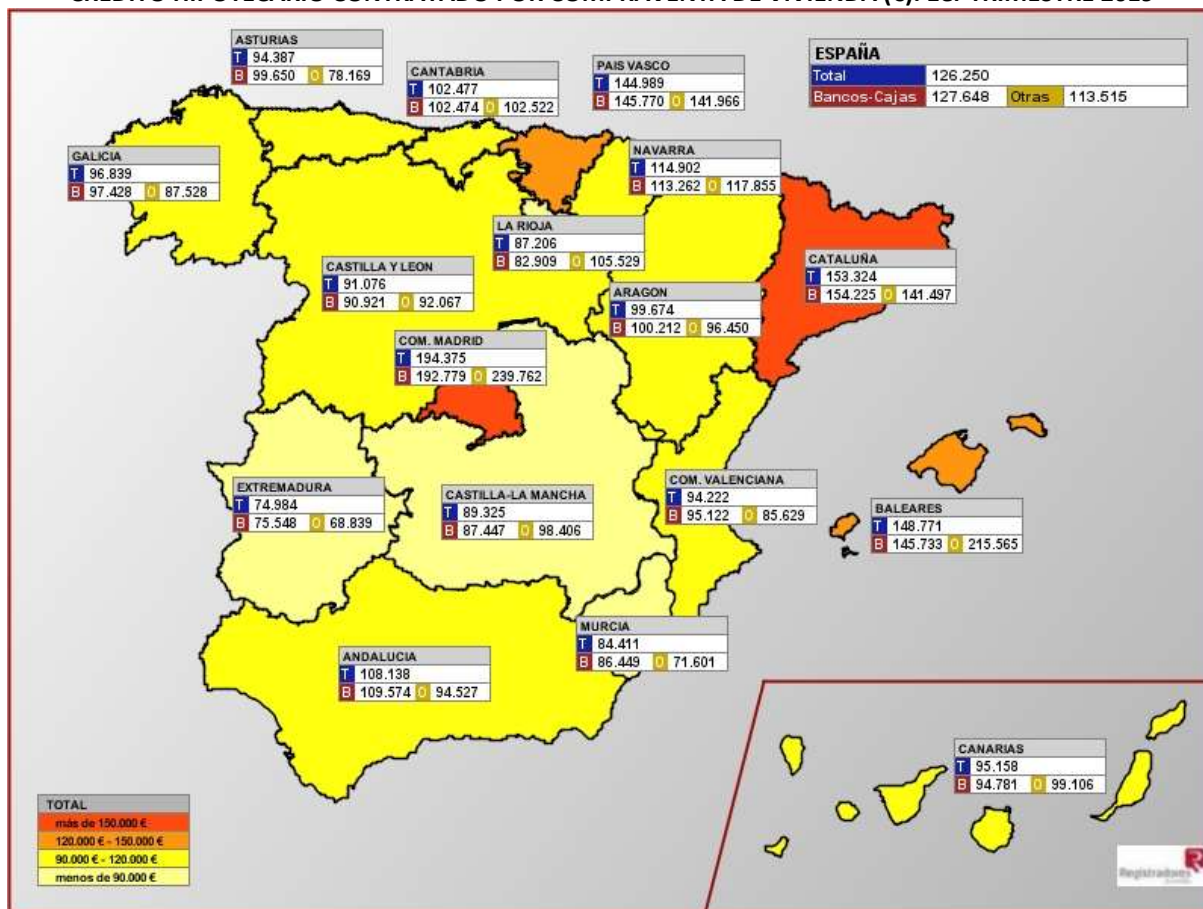 CRÉDITO HIPOTECARIO CONTRATADO POR COMPRAVENTA DE VIVIENDA (€). TRIMESTRE
ASTURIAS
T 94.387
B 99.650 O 78.169
CANTABRIA
T 102.477
B 102.474 O 102.522
PAIS VASCO
T 144.989
B 145.770 O 141.966
ESPAÑA
Total 126.250
Bancos-Cajas 127.648 Otras 113.515
GALICIA
T 96.839
B 97.428 O 87.528
NAVARRA
T 114.902
B 113.262 O 117.855
LA RIOJA
T 87.206
B 82.909 O 105.529
CASTILLA Y LEON
T 91.076
B 90.921 O 92.067
CATALUÑA
T 153.324
B 154.225 O 141.497
ARAGON
T 99.674
B 100.212 O 96.450
COM. MADRID
T 194.375
B 192.779 O 239.762
EXTREMADURA
T 74.984
B 75.548 O 68.839
CASTILLA-LA MANCHA
T 89.325
B 87.447 O 98.406
COM. VALENCIANA
T 94.222
B 95.122 O 85.629
BALEARES
T 148.771
B 145.733 O 215.565
MURCIA
T 84.411
B 86.449 O 71.601
ANDALUCIA
T 108.138
B 109.574 O 94.527
CANARIAS
T 95.158
B 94.781 O 99.106
TOTAL
más de 150.000 €
120.000 € - 150.000 €
90.000 € - 120.000 €
menos de 90.000 €
Registradores